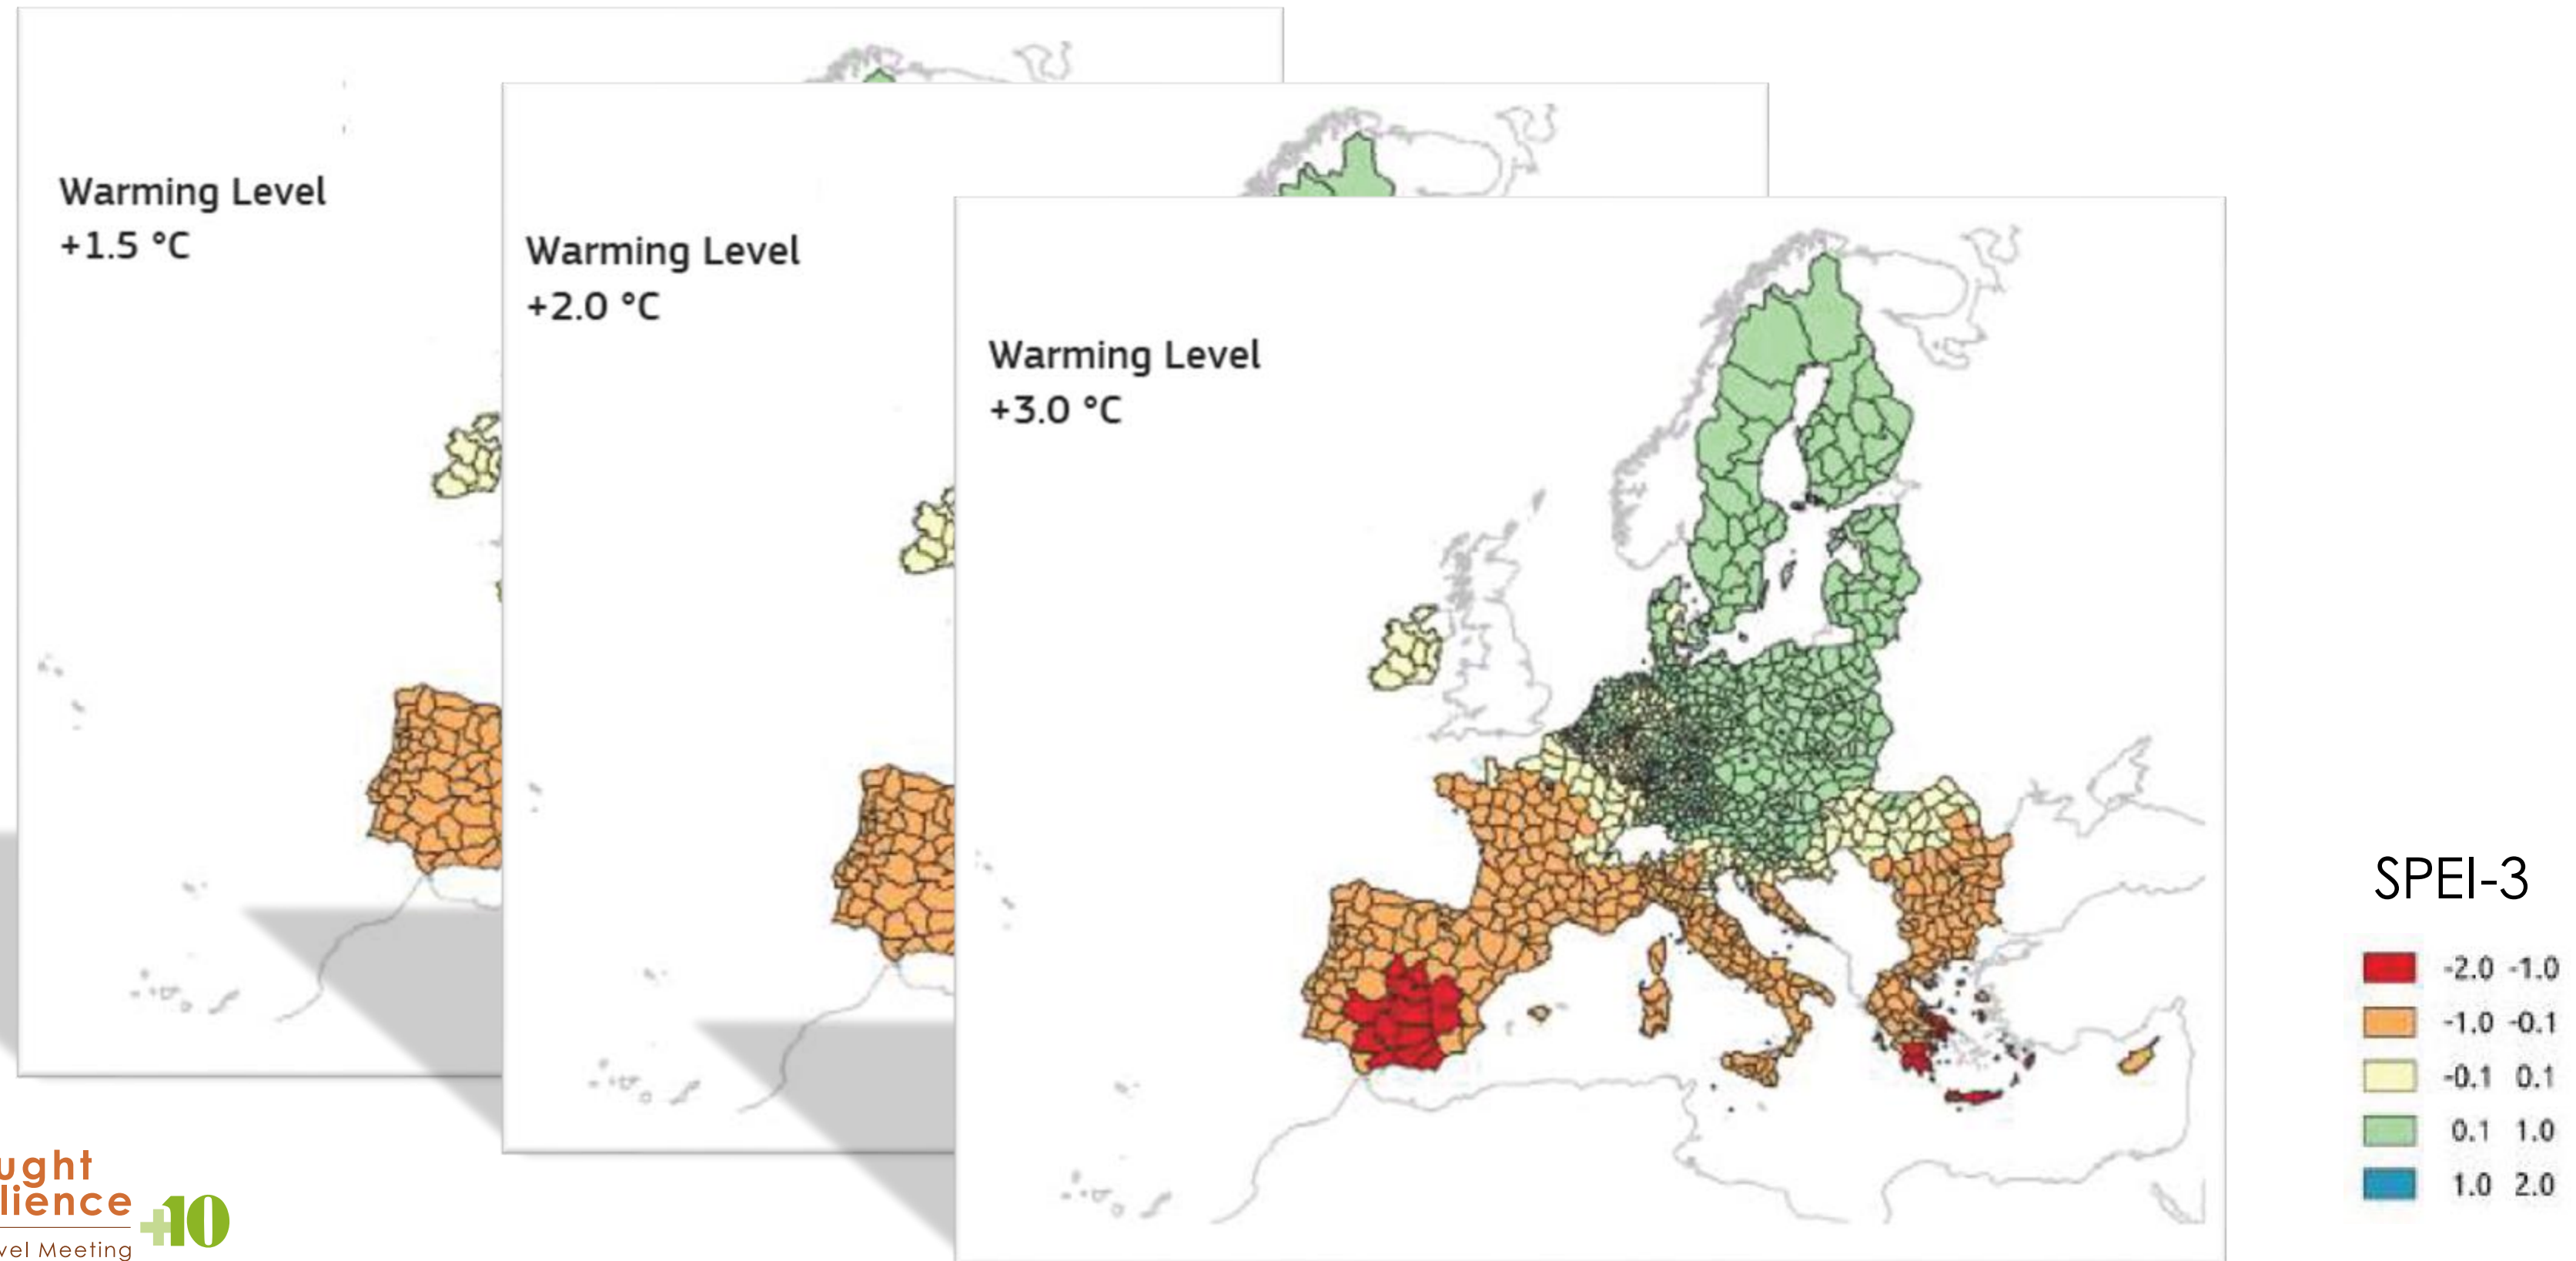 Warming Level
+1.5 °C
Warming Level
+2.0 °C
Warming Level
+3.0 °C
SPEI-3
-2.0 -1.0
-1.0 -0.1
-0.1 0.1
0.1 1.0
1.0 2.0
ught
lience
+10
vel Meeting